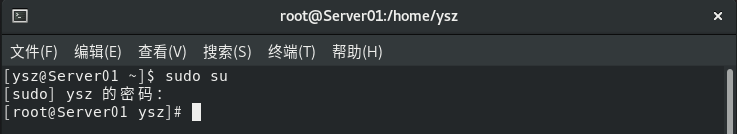 root@Server01:/home/ysz
文件(F) 编辑(E) 查看(V) 搜索(S) 终端(T) 帮助(H)
[ysz@Server01 ~]$ sudo su
[sudo] ysz 的密码：
[root@Server01 ysz]#